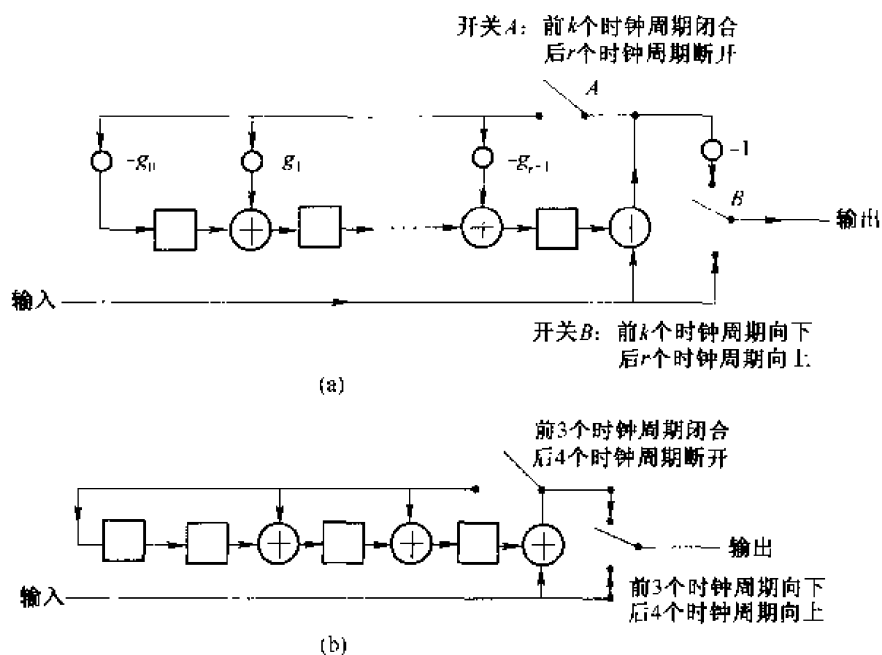 开关A：前k个时钟周期闭合
后r个时钟周期断开
A
-g₀
g₁
-gᵣ₋₁
-1
B
输出
输入
开关B：前k个时钟周期向下
后r个时钟周期向上
(a)
前3个时钟周期闭合
后4个时钟周期断开
输出
输入
前3个时钟周期向下
后4个时钟周期向上
(b)